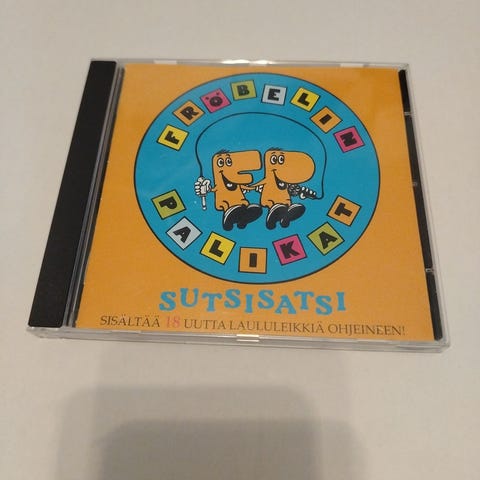 FRÖBELIN
PALIKAT
SUTSISATSI
SISÄLTÄÄ 18 UUTTA LAULULEIKKIÄ OHJEINEEN!